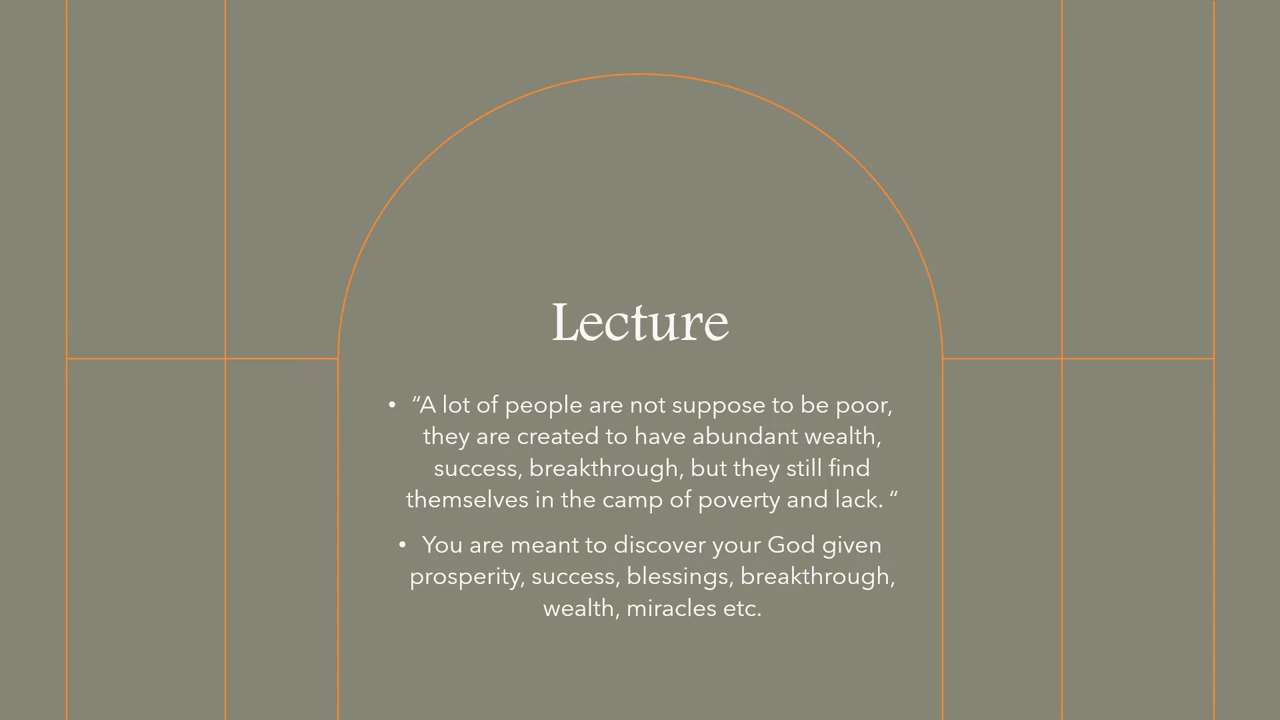 Lecture
• “A lot of people are not suppose to be poor,
they are created to have abundant wealth,
success, breakthrough, but they still find
themselves in the camp of poverty and lack. “
• You are meant to discover your God given
prosperity, success, blessings, breakthrough,
wealth, miracles etc.